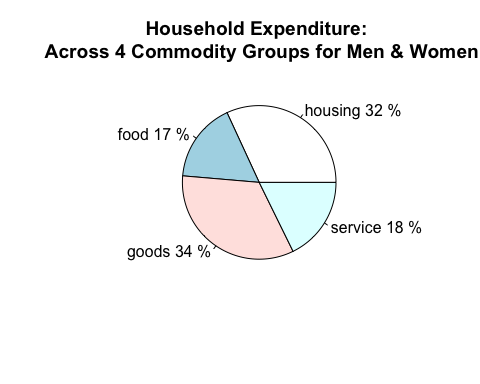 Household Expenditure:
Across 4 Commodity Groups for Men & Women
housing 32 %
food 17 %
service 18 %
goods 34 %